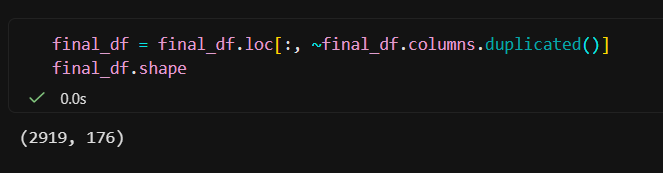 final_df = final_df.loc[:, ~final_df.columns.duplicated()]
final_df.shape
0.0s
(2919, 176)